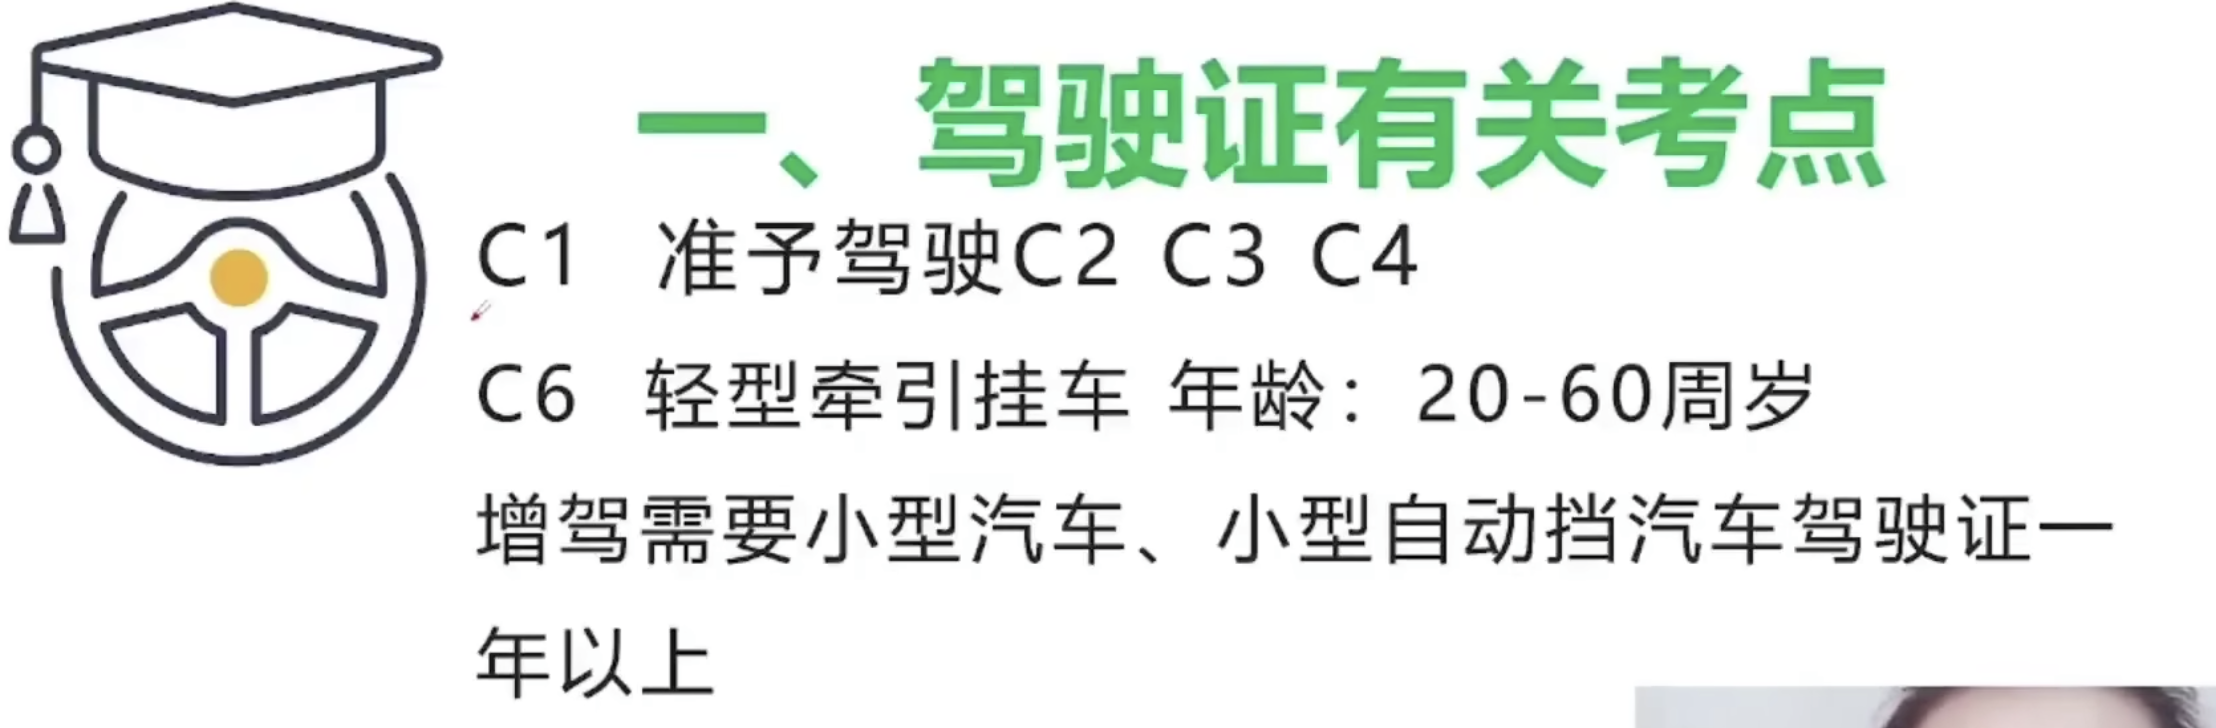 一、驾驶证有关考点
C1 准予驾驶C2 C3 C4
C6 轻型牵引挂车 年龄：20-60周岁
增驾需要小型汽车、小型自动挡汽车驾驶证一
年以上